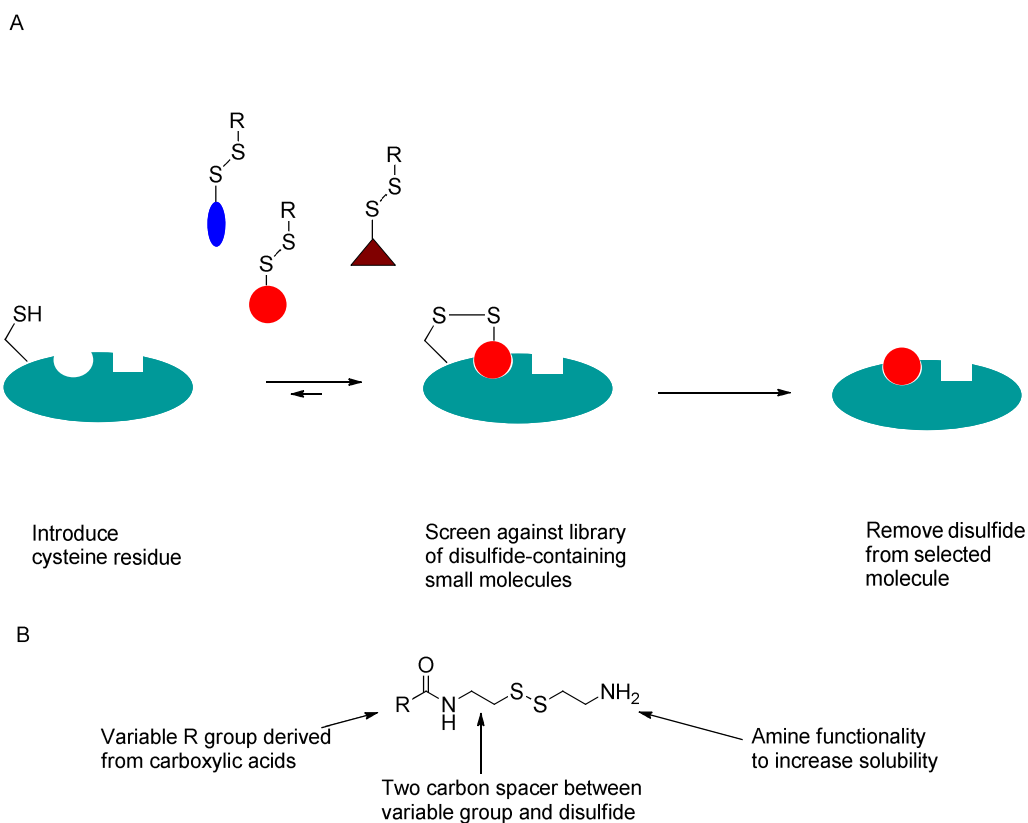 A
R
S
S
R
S
S
R
S
S
SH
S
S
Introduce
cysteine residue
Screen against library
of disulfide-containing
small molecules
Remove disulfide
from selected
molecule
B
O
R
N
H
S
S
NH2
Variable R group derived
from carboxylic acids
Two carbon spacer between
variable group and disulfide
Amine functionality
to increase solubility